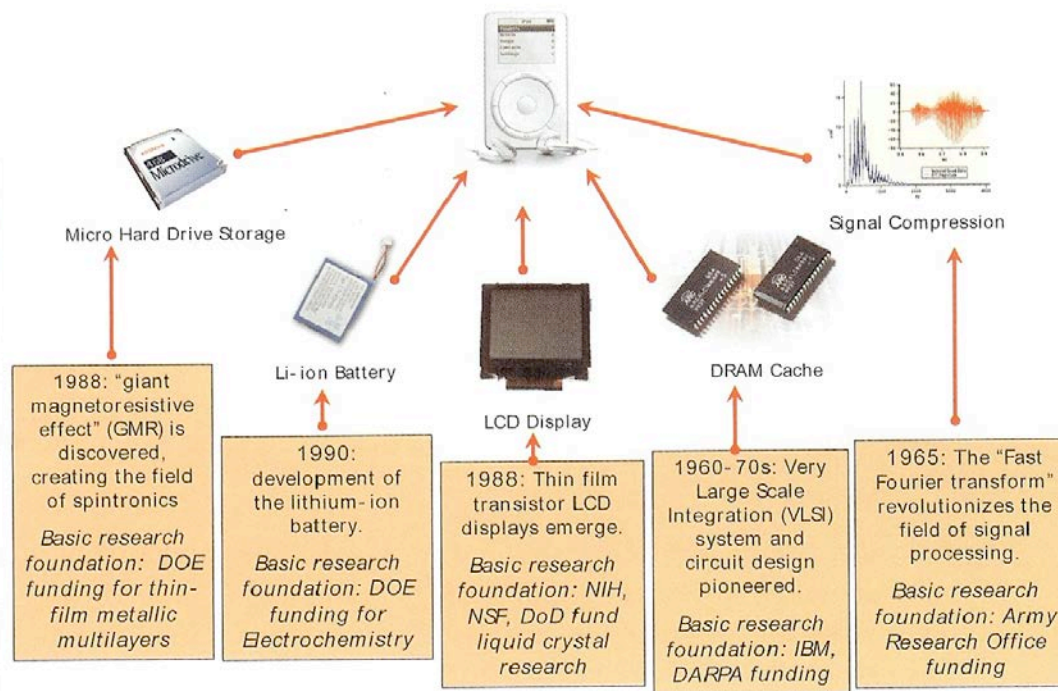 Microdrive
Micro Hard Drive Storage
Signal Compression
Li-ion Battery
LCD Display
DRAM Cache
1988: "giant
magnetoresistive
effect" (GMR) is
discovered,
creating the field
of spintronics
Basic research
foundation: DOE
funding for thin-
film metallic
multilayers
1990:
development of
the lithium-ion
battery.
Basic research
foundation: DOE
funding for
Electrochemistry
1988: Thin film
transistor LCD
displays emerge.
Basic research
foundation: NIH,
NSF, DoD fund
liquid crystal
research
1960-70s: Very
Large Scale
Integration (VLSI)
system and
circuit design
pioneered.
Basic research
foundation: IBM,
DARPA funding
1965: The "Fast
Fourier transform"
revolutionizes the
field of signal
processing.
Basic research
foundation: Army
Research Office
funding